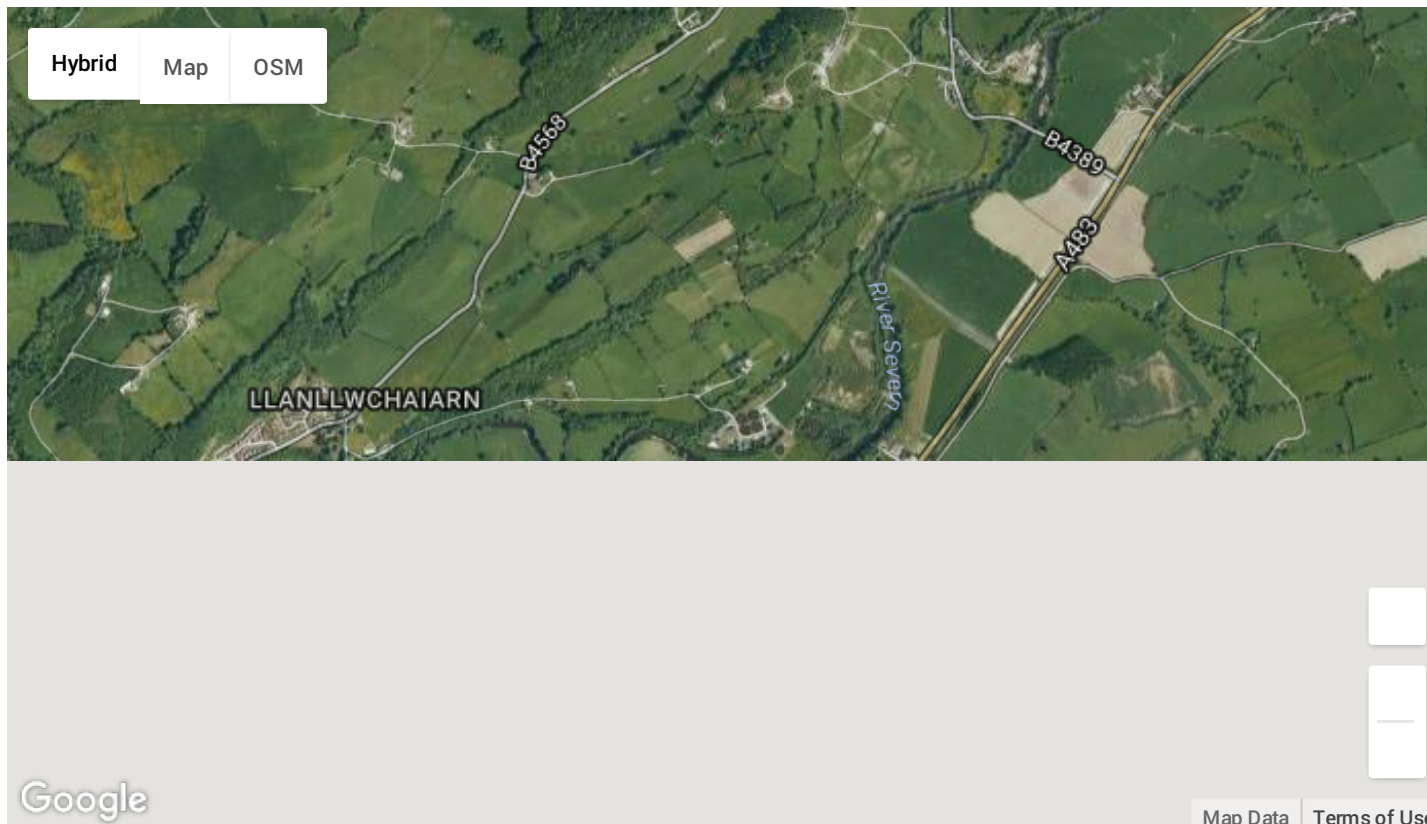 Hybrid
Map
OSM
B4568
B4389
A483
River Severn
LLANLLWCHAIARN
Google
Map Data
Terms of Use